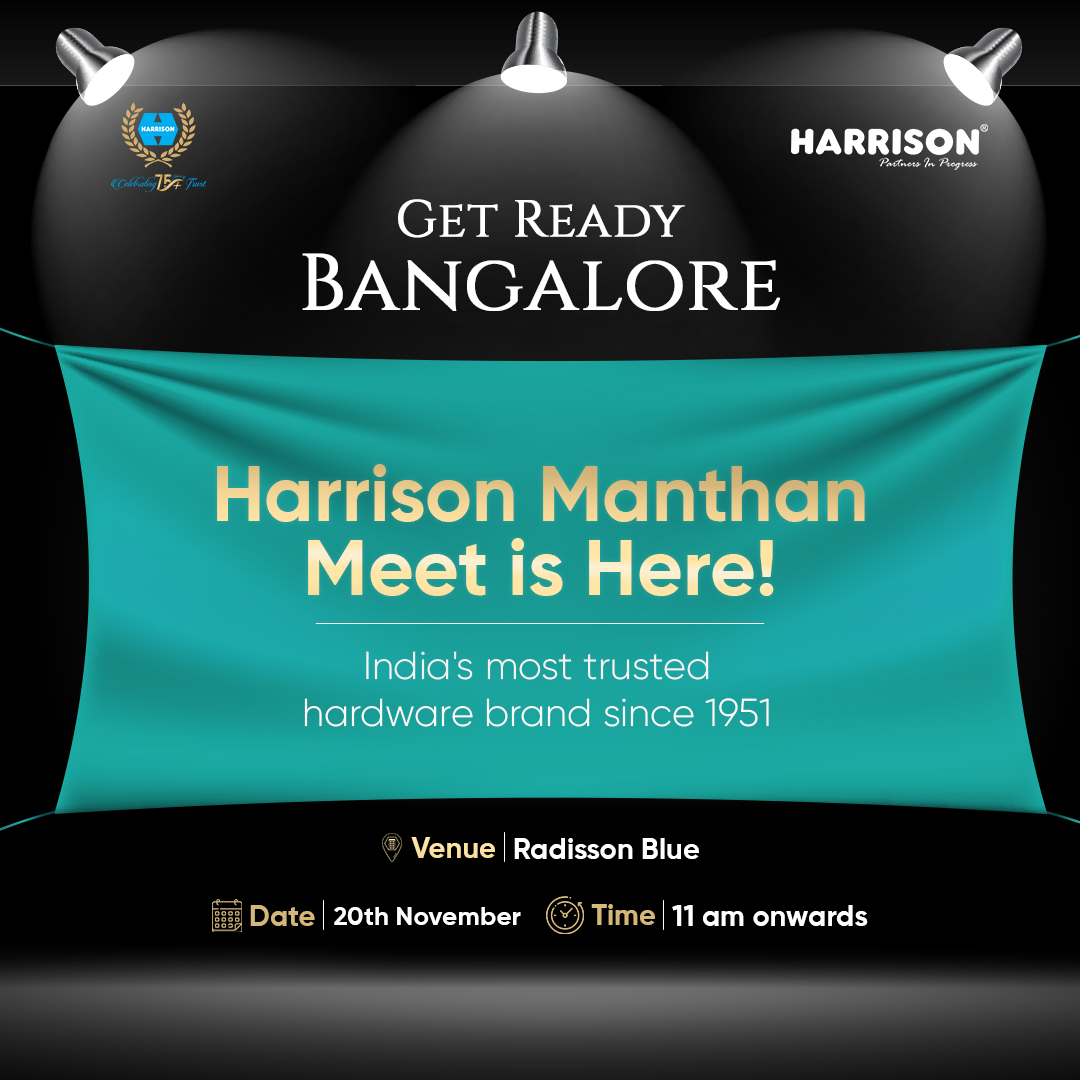 HARRISON
Celebrating 75+ Trust
HARRISON®
Partners In Progress
GET READY
BANGALORE
Harrison Manthan
Meet is Here!
India's most trusted
hardware brand since 1951
Venue | Radisson Blue
Date | 20th November
Time | 11 am onwards